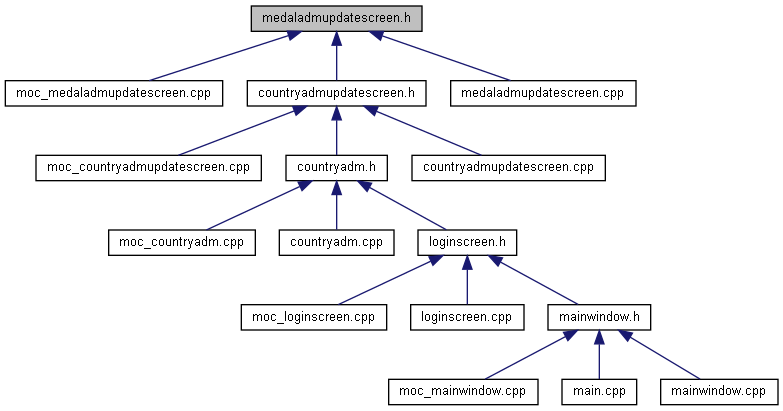 medaladmupdatescreen.h
moc_medaladmupdatescreen.cpp
countryadmupdatescreen.h
medaladmupdatescreen.cpp
moc_countryadmupdatescreen.cpp
countryadm.h
countryadmupdatescreen.cpp
moc_countryadm.cpp
countryadm.cpp
loginscreen.h
moc_loginscreen.cpp
loginscreen.cpp
mainwindow.h
moc_mainwindow.cpp
main.cpp
mainwindow.cpp